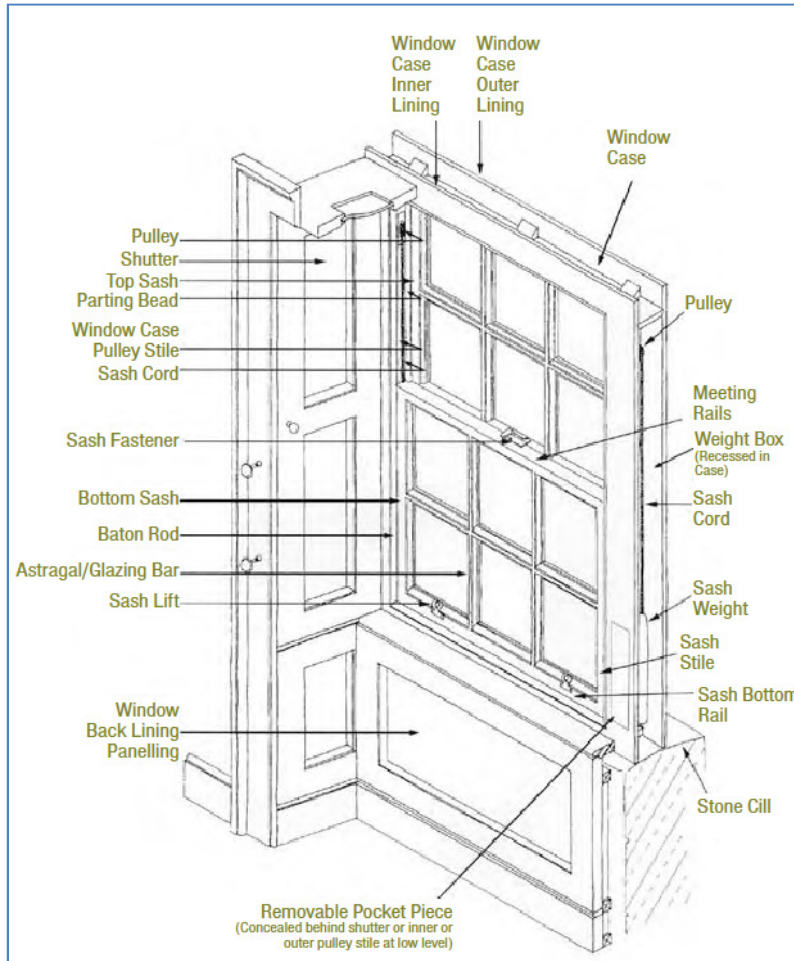 Window
Case
Inner
Lining
Window
Case
Outer
Lining
Window
Case
Pulley
Shutter
Top Sash
Parting Bead
Window Case
Pulley Stile
Sash Cord
Sash Fastener
Bottom Sash
Baton Rod
Astragal/Glazing Bar
Sash Lift
Window
Back Lining
Panelling
Pulley
Meeting
Rails
Weight Box
(Recessed in
Case)
Sash
Cord
Sash
Weight
Sash
Stile
Sash Bottom
Rail
Stone Cill
Removable Pocket Piece
(Concealed behind shutter or inner or
outer pulley stile at low level)